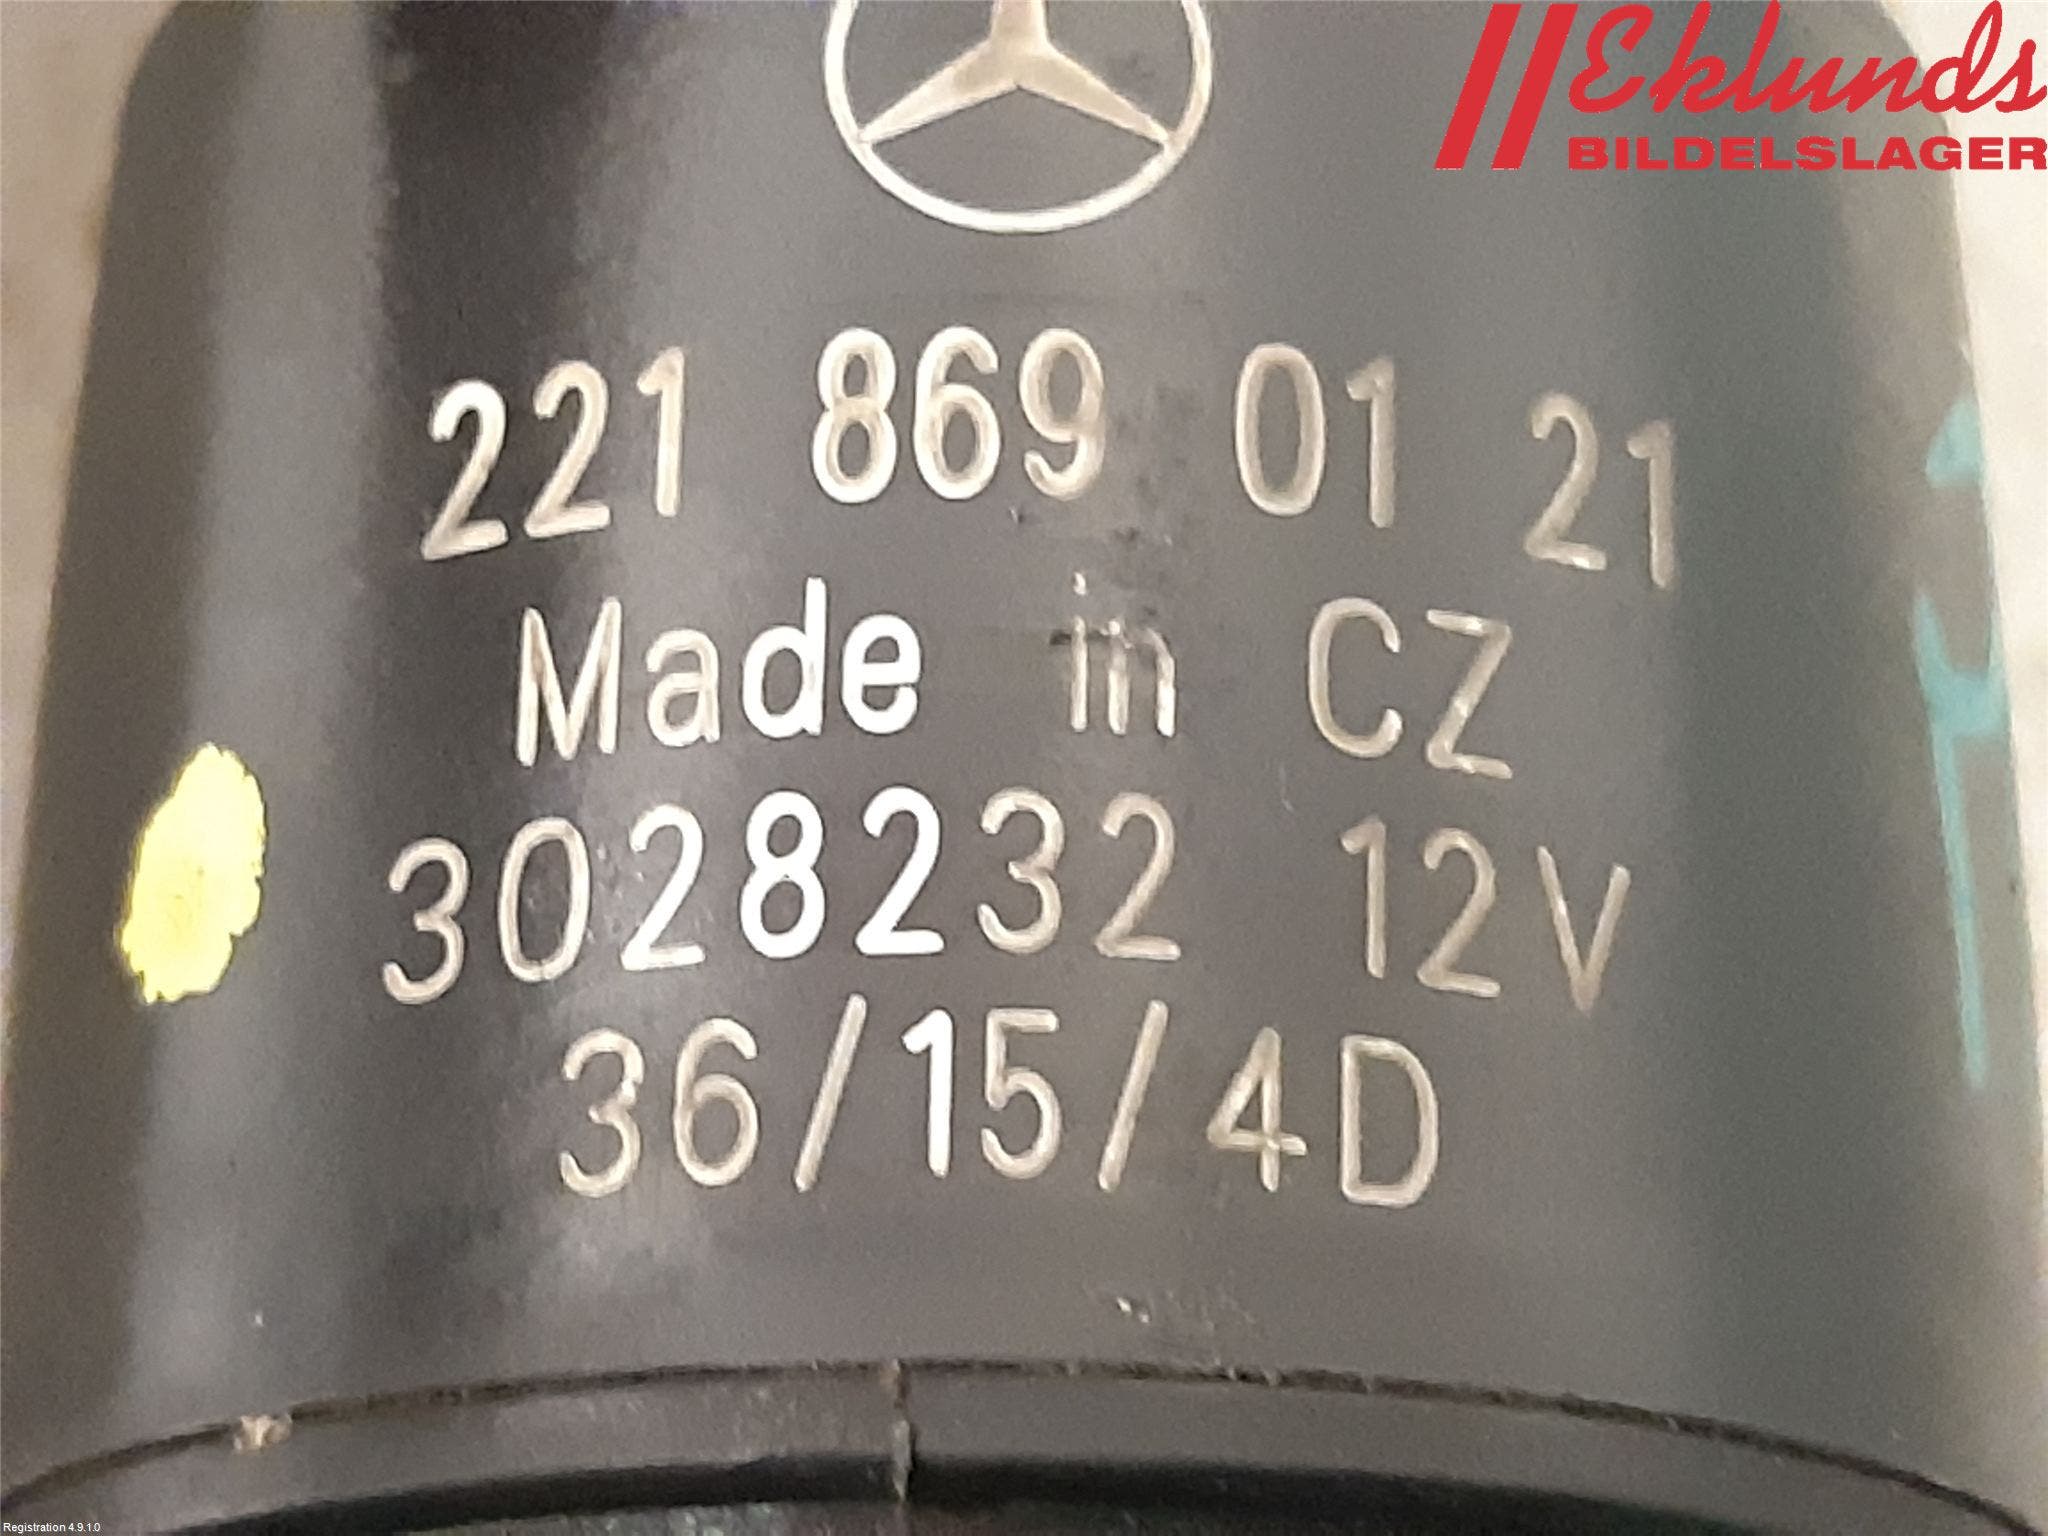 Eklunds
BILDELSLAGER
221 869 01 21
Made in CZ
3028232 12V
36/15/4D
Registration 4.9.1.0